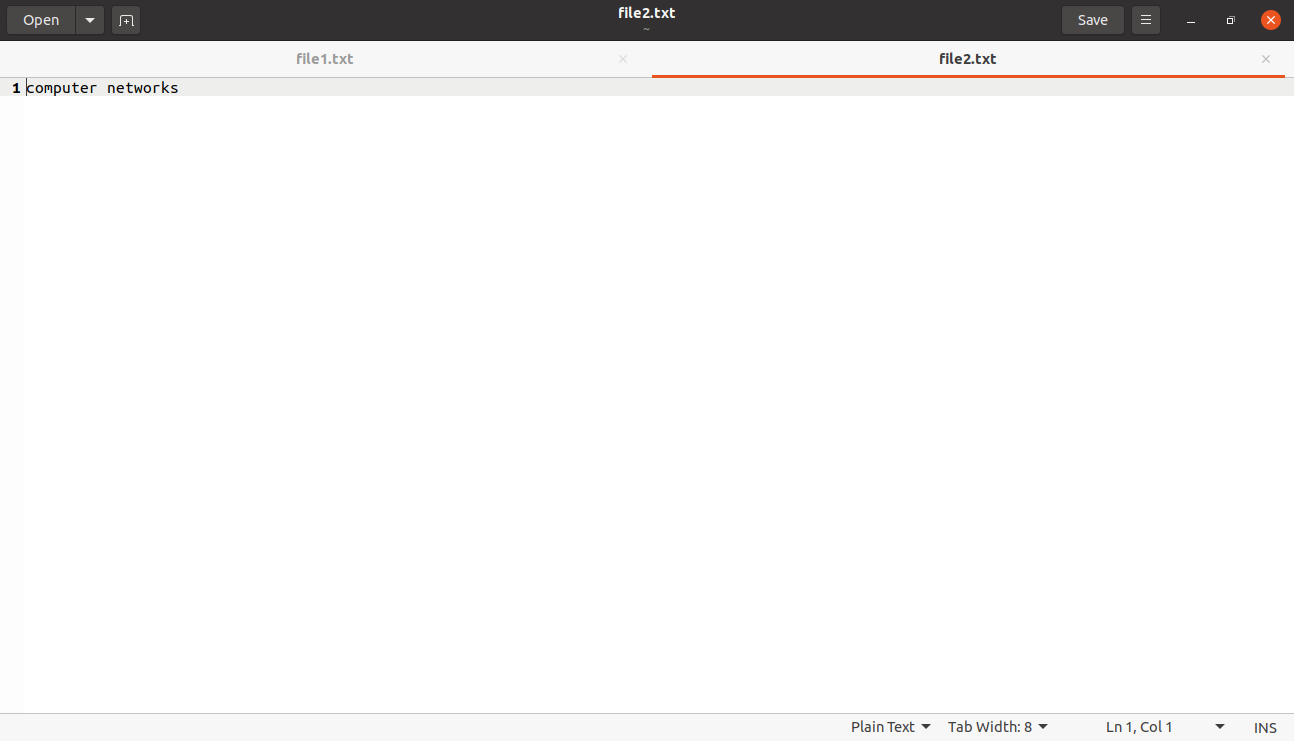 Open
file2.txt
~
Save
file1.txt
file2.txt
1 computer networks
Plain Text
Tab Width: 8
Ln 1, Col 1
INS